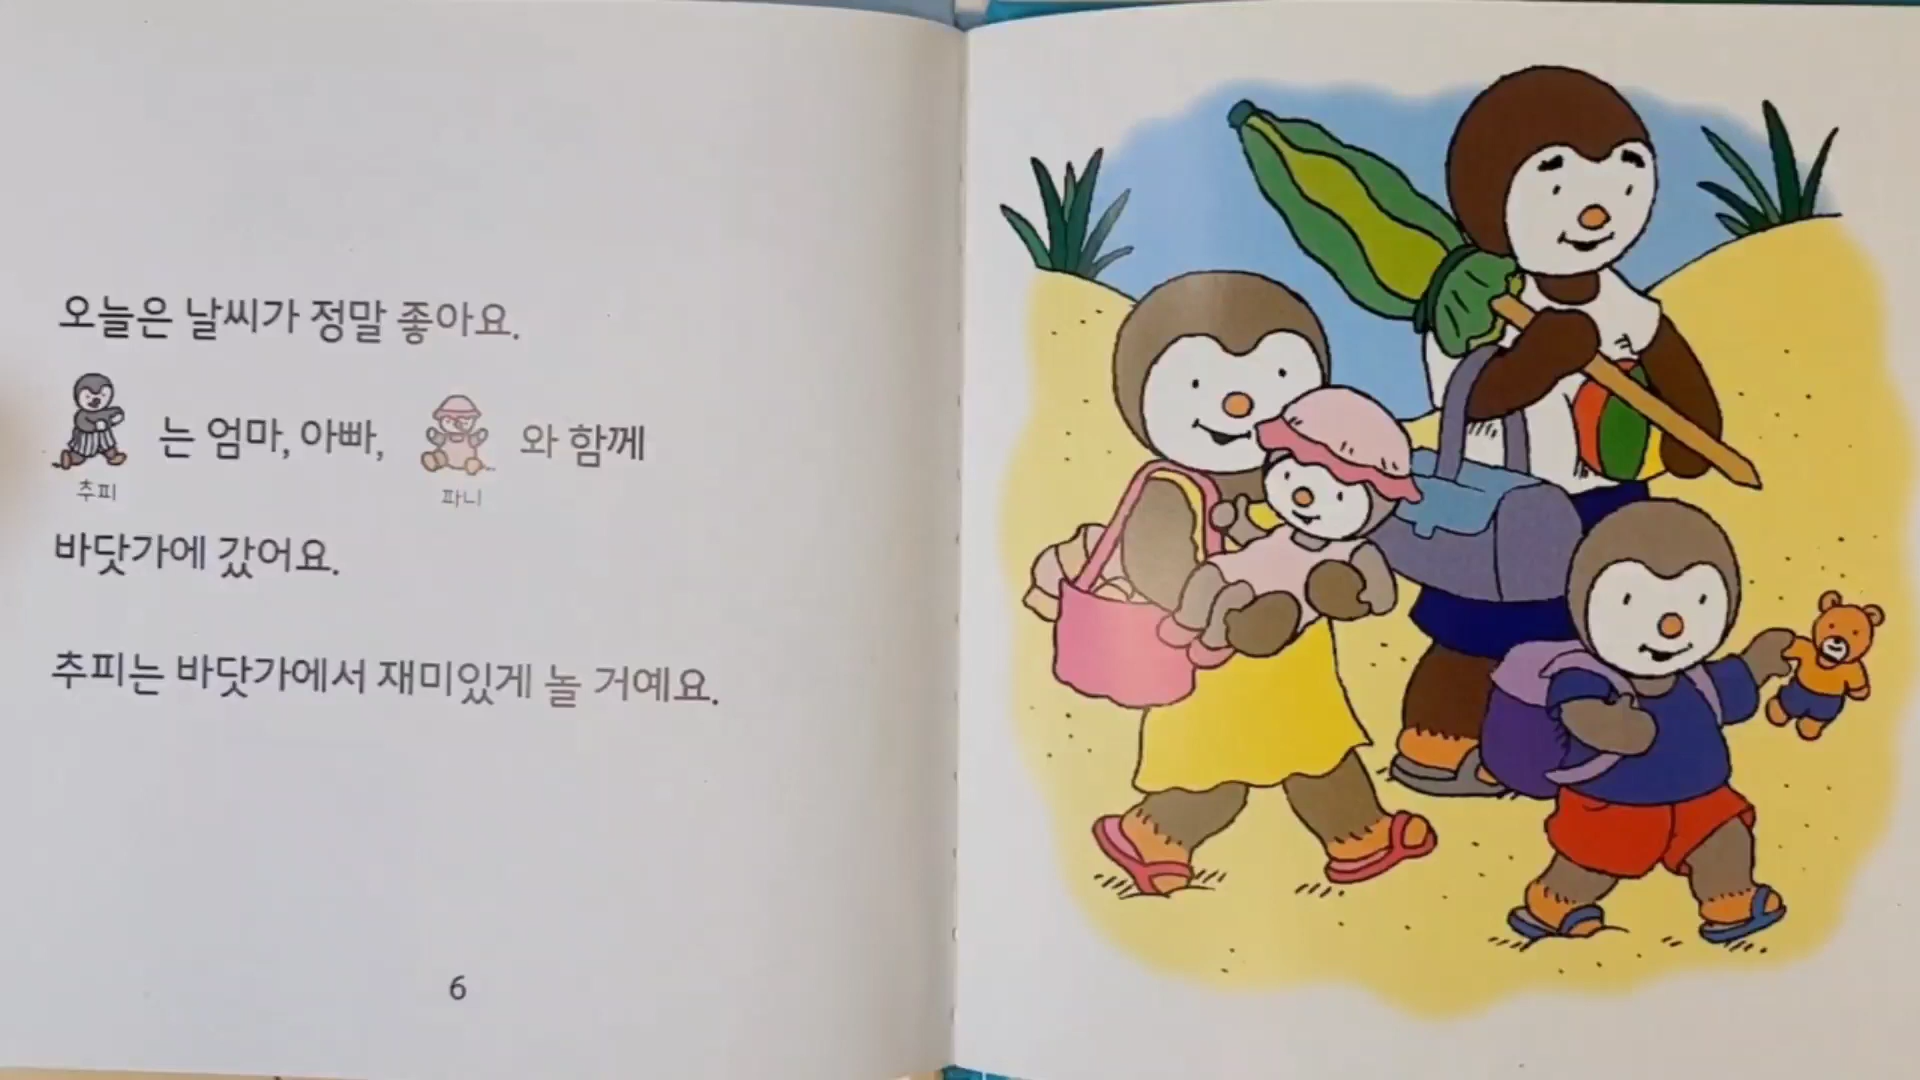 오늘은 날씨가 정말 좋아요.
는 엄마, 아빠, 와 함께
추피 파니
바닷가에 갔어요.
추피는 바닷가에서 재미있게 놀 거예요.
6